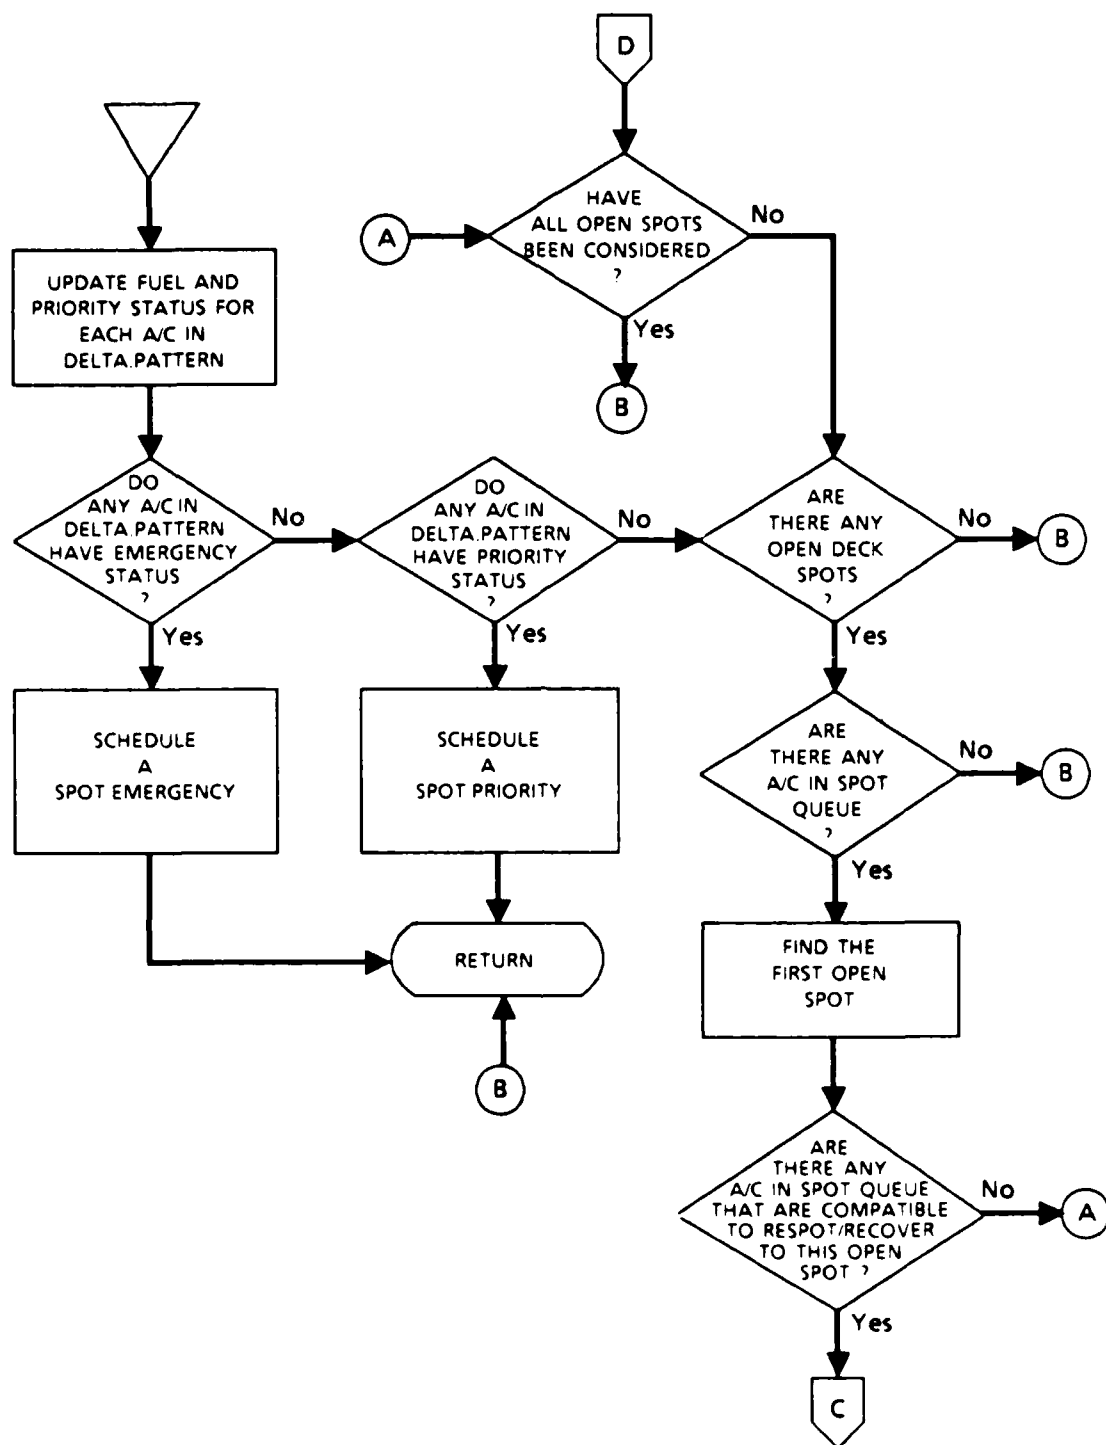 D
HAVE
ALL OPEN SPOTS
BEEN CONSIDERED
?
No
A
Yes
B
UPDATE FUEL AND
PRIORITY STATUS FOR
EACH A/C IN
DELTA.PATTERN
DO
ANY A/C IN
DELTA.PATTERN
HAVE EMERGENCY
STATUS
?
No
Yes
DO
ANY A/C IN
DELTA.PATTERN
HAVE PRIORITY
STATUS
?
No
Yes
ARE
THERE ANY
OPEN DECK
SPOTS
?
No
B
Yes
SCHEDULE
A
SPOT EMERGENCY
SCHEDULE
A
SPOT PRIORITY
ARE
THERE ANY
A/C IN SPOT
QUEUE
?
No
B
Yes
RETURN
B
FIND THE
FIRST OPEN
SPOT
ARE
THERE ANY
A/C IN SPOT QUEUE
THAT ARE COMPATIBLE
TO RESPOT/RECOVER
TO THIS OPEN
SPOT ?
No
A
Yes
C